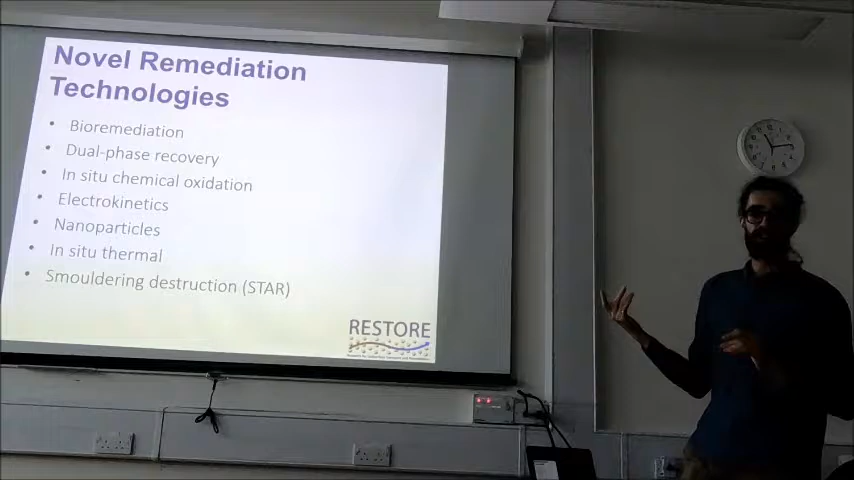 Novel Remediation
Technologies
• Bioremediation
• Dual-phase recovery
• In situ chemical oxidation
• Electrokinetics
• Nanoparticles
• In situ thermal
• Smouldering destruction (STAR)
RESTORE